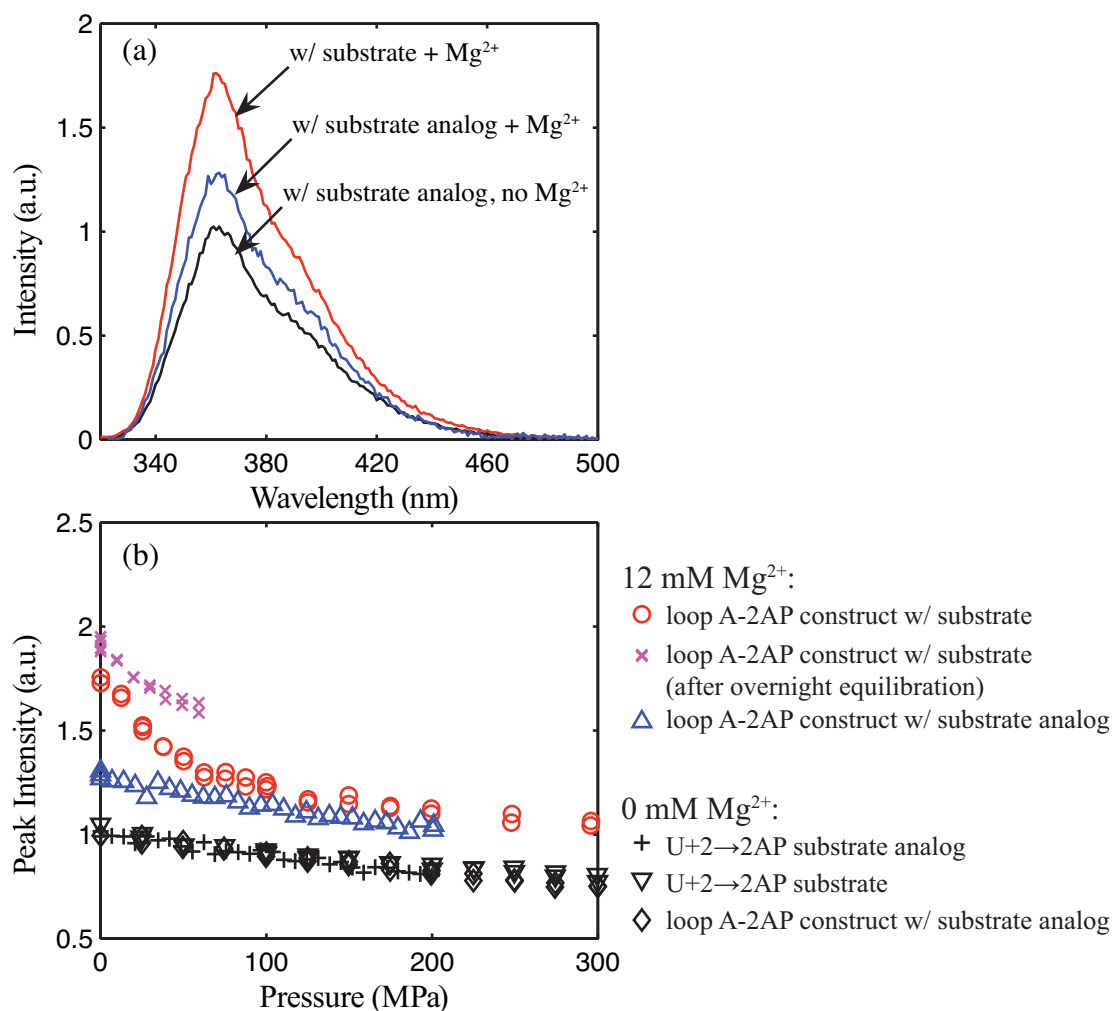 (a)
w/ substrate + Mg²⁺
w/ substrate analog + Mg²⁺
w/ substrate analog, no Mg²⁺
Intensity (a.u.)
2
1.5
1
0.5
0
340 380 420 460 500
Wavelength (nm)
(b)
Peak Intensity (a.u.)
2.5
2
1.5
1
0.5
0 100 200 300
Pressure (MPa)
12 mM Mg²⁺:
loop A-2AP construct w/ substrate
loop A-2AP construct w/ substrate
(after overnight equilibration)
loop A-2AP construct w/ substrate analog
0 mM Mg²⁺:
U+2→2AP substrate analog
U+2→2AP substrate
loop A-2AP construct w/ substrate analog